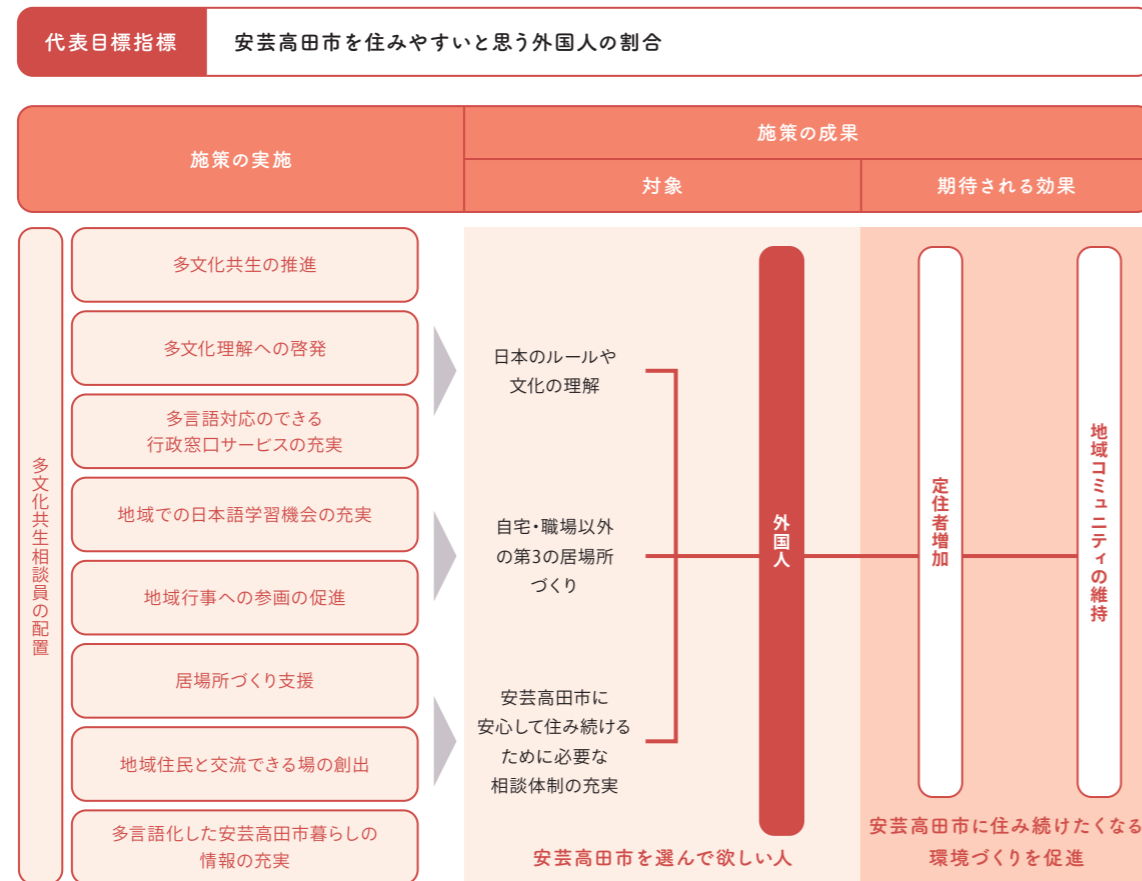 代表目標指標
安芸高田市を住みやすいと思う外国人の割合
施策の実施
施策の成果
対象
期待される効果
多文化共生相談員の配置
多文化共生の推進
多文化理解への啓発
多言語対応のできる
行政窓口サービスの充実
地域での日本語学習機会の充実
地域行事への参画の促進
居場所づくり支援
地域住民と交流できる場の創出
多言語化した安芸高田市暮らしの
情報の充実
日本のルールや
文化の理解
自宅・職場以外
の第3の居場所
づくり
安芸高田市に
安心して住み続ける
ために必要な
相談体制の充実
外国人
安芸高田市を選んで欲しい人
定住者増加
地域コミュニティの維持
安芸高田市に住み続けたくなる
環境づくりを促進